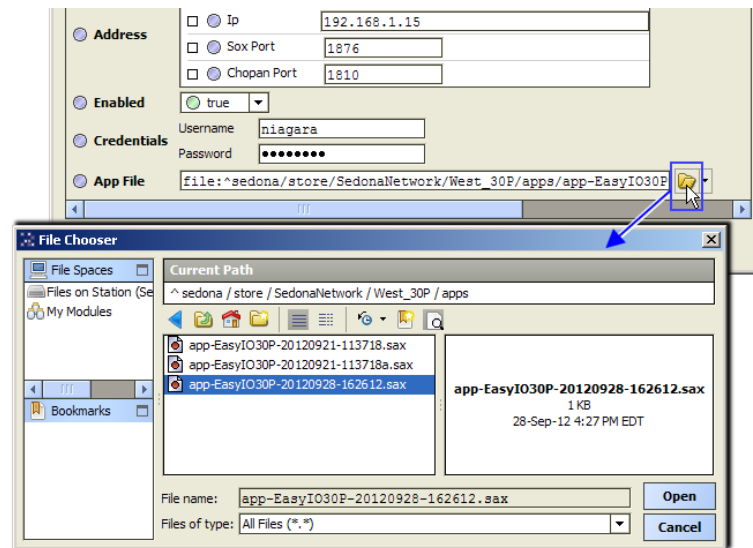 Address
Ip 192.168.1.15
Sox Port 1876
Chopan Port 1810
Enabled true
Credentials
Username niagara
Password ••••••••
App File file:^sedona/store/SedonaNetwork/West_30P/apps/app-EasyIO30P
File Chooser
File Spaces
Files on Station (Se
My Modules
Bookmarks
Current Path
^ sedona / store / SedonaNetwork / West_30P / apps
app-EasyIO30P-20120921-113718.sax
app-EasyIO30P-20120921-113718a.sax
app-EasyIO30P-20120928-162612.sax
app-EasyIO30P-20120928-162612.sax
1 KB
28-Sep-12 4:27 PM EDT
File name: app-EasyIO30P-20120928-162612.sax
Open
Files of type: All Files (*.*)
Cancel